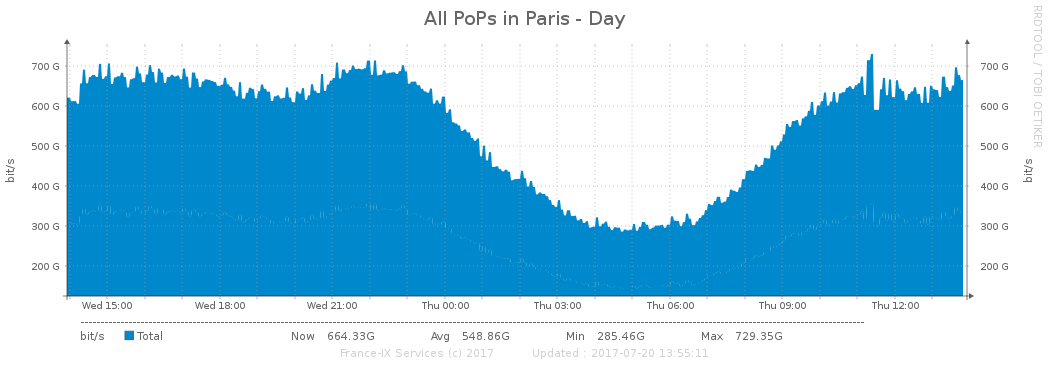 All PoPs in Paris - Day
RRDTOOL / TOBI OETIKER
700 G 700 G
600 G 600 G
500 G 500 G
bit/s bit/s
400 G 400 G
300 G 300 G
200 G 200 G
Wed 15:00 Wed 18:00 Wed 21:00 Thu 00:00 Thu 03:00 Thu 06:00 Thu 09:00 Thu 12:00
bit/s Total Now 664.33G Avg 548.86G Min 285.46G Max 729.35G
France-IX Services (c) 2017 Updated : 2017-07-20 13:55:11